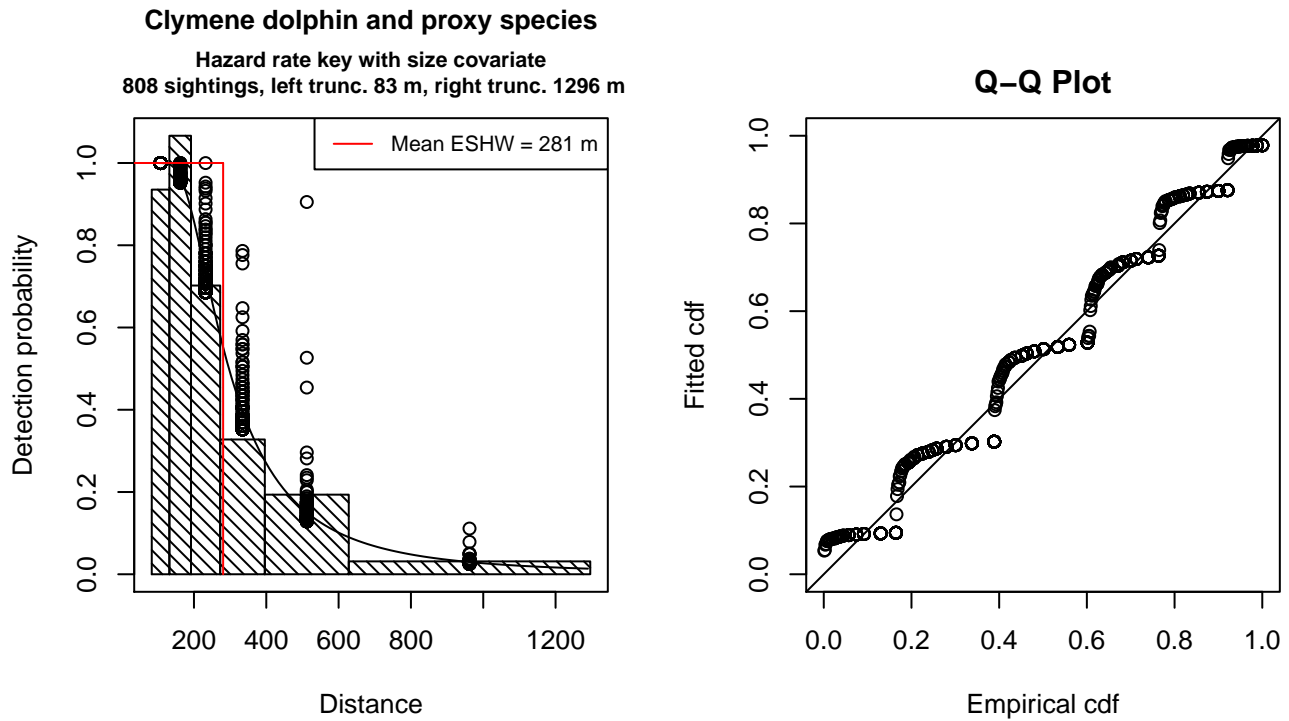 Clymene dolphin and proxy species
Hazard rate key with size covariate
808 sightings, left trunc. 83 m, right trunc. 1296 m
Mean ESHW = 281 m
Detection probability
0.0
0.2
0.4
0.6
0.8
1.0
200
400
600
800
1200
Distance
Q−Q Plot
Fitted cdf
0.0
0.2
0.4
0.6
0.8
1.0
0.0
0.2
0.4
0.6
0.8
1.0
Empirical cdf